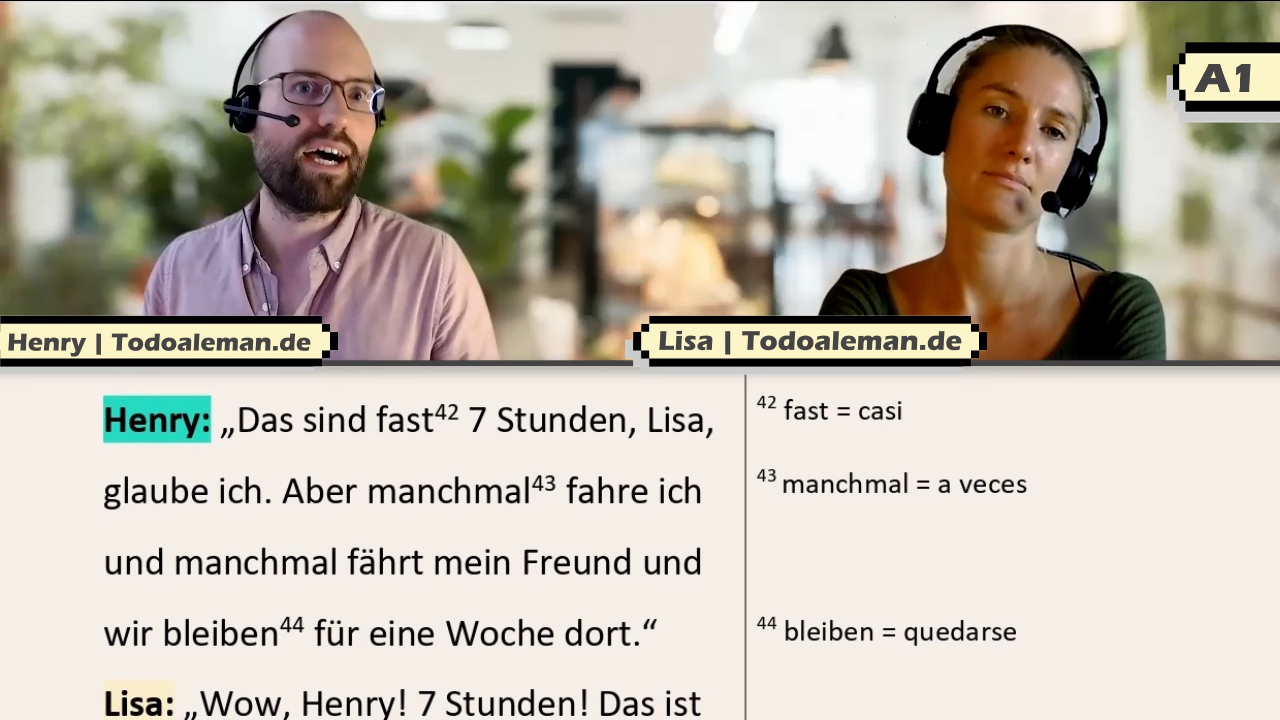 A1
Henry | Todoaleman.de
Lisa | Todoaleman.de
Henry: „Das sind fast⁴² 7 Stunden, Lisa,
glaube ich. Aber manchmal⁴³ fahre ich
und manchmal fährt mein Freund und
wir bleiben⁴⁴ für eine Woche dort.“
Lisa: „Wow, Henry! 7 Stunden! Das ist
⁴² fast = casi
⁴³ manchmal = a veces
⁴⁴ bleiben = quedarse